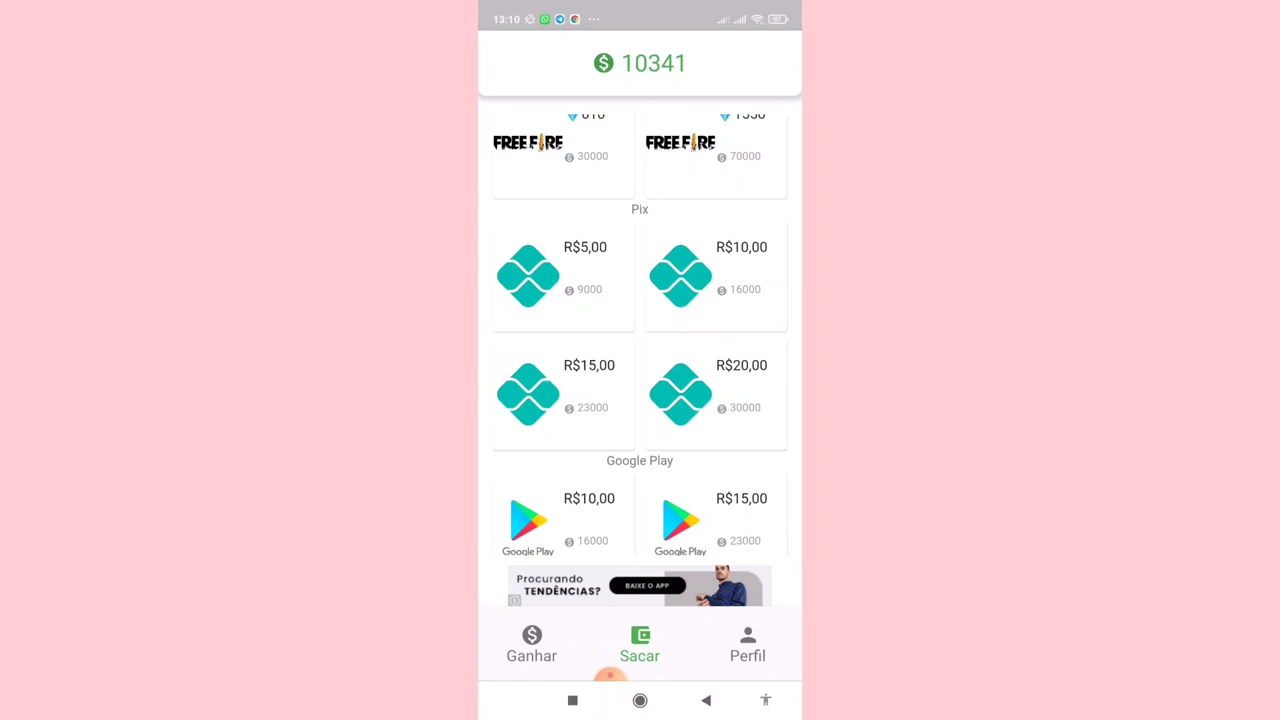 13:10
10341
FREE FIRE
30000
FREE FIRE
70000
Pix
R$5,00
9000
R$10,00
16000
R$15,00
23000
R$20,00
30000
Google Play
R$10,00
16000
Google Play
R$15,00
23000
Google Play
Procurando
TENDÊNCIAS?
BAIXE O APP
Ganhar
Sacar
Perfil